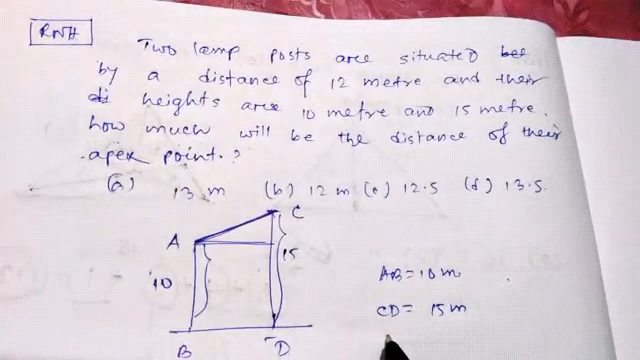 RNH
Two lamp posts are situated
by a distance of 12 metre and their
heights are 10 metre and 15 metre.
how much will be the distance of their
apex point.?
(a) 13 m (b) 12 m (c) 12.5 (d) 13.5.
C
A
15
10
AB = 10 m
CD = 15 m
B D